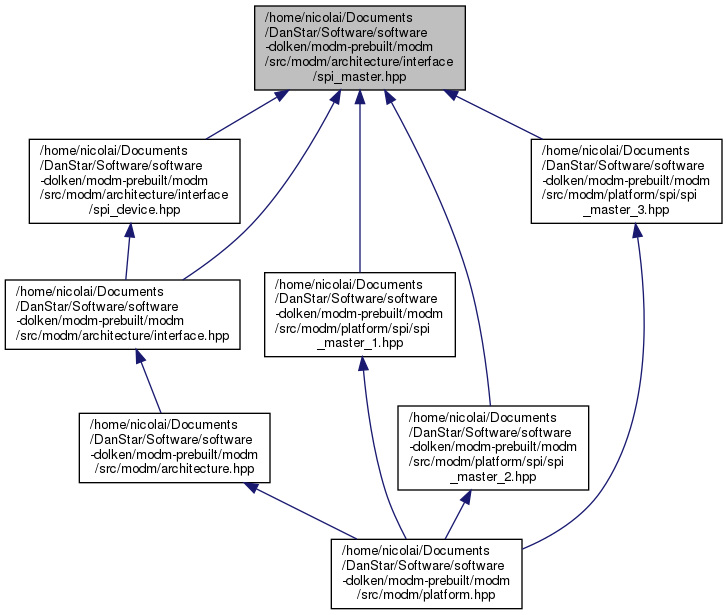 /home/nicolai/Documents
/DanStar/Software/software
-dolken/modm-prebuilt/modm
/src/modm/architecture/interface
/spi_master.hpp
/home/nicolai/Documents
/DanStar/Software/software
-dolken/modm-prebuilt/modm
/src/modm/architecture/interface
/spi_device.hpp
/home/nicolai/Documents
/DanStar/Software/software
-dolken/modm-prebuilt/modm
/src/modm/platform/spi/spi
_master_3.hpp
/home/nicolai/Documents
/DanStar/Software/software
-dolken/modm-prebuilt/modm
/src/modm/architecture/interface.hpp
/home/nicolai/Documents
/DanStar/Software/software
-dolken/modm-prebuilt/modm
/src/modm/platform/spi/spi
_master_1.hpp
/home/nicolai/Documents
/DanStar/Software/software
-dolken/modm-prebuilt/modm
/src/modm/architecture.hpp
/home/nicolai/Documents
/DanStar/Software/software
-dolken/modm-prebuilt/modm
/src/modm/platform/spi/spi
_master_2.hpp
/home/nicolai/Documents
/DanStar/Software/software
-dolken/modm-prebuilt/modm
/src/modm/platform.hpp